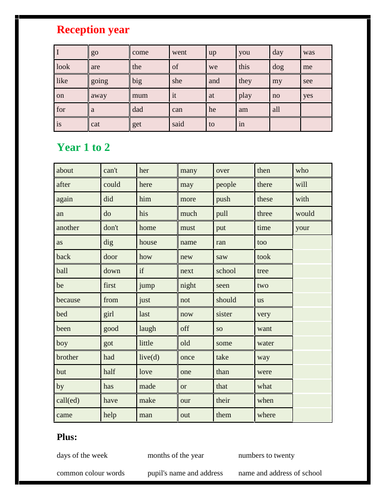 Reception year
I go come went up you day was
look are the of we this dog me
like going big she and they my see
on away mum it at play no yes
for a dad can he am all
is cat get said to in
Year 1 to 2
about can't her many over then who
after could here may people there will
again did him more push these with
an do his much pull three would
another don't home must put time your
as dig house name ran too
back door how new saw took
ball down if next school tree
be first jump night seen two
because from just not should us
bed girl last now sister very
been good laugh off so want
boy got little old some water
brother had live(d) once take way
but half love one than were
by has made or that what
call(ed) have make our their when
came help man out them where
Plus:
days of the week months of the year numbers to twenty
common colour words pupil's name and address name and address of school